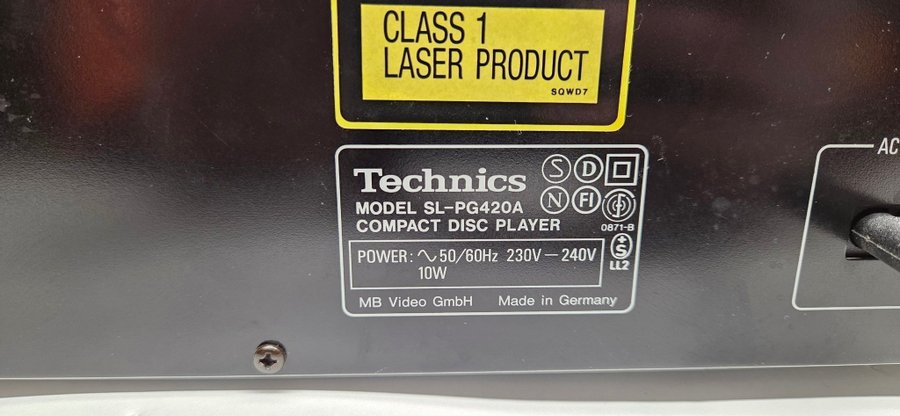 CLASS 1
LASER PRODUCT
SQWD7
Technics
S D
N FI
MODEL SL-PG420A
COMPACT DISC PLAYER
0871-B
POWER: ∿ 50/60Hz 230V – 240V
10W
+S
LL2
MB Video GmbH Made in Germany
AC